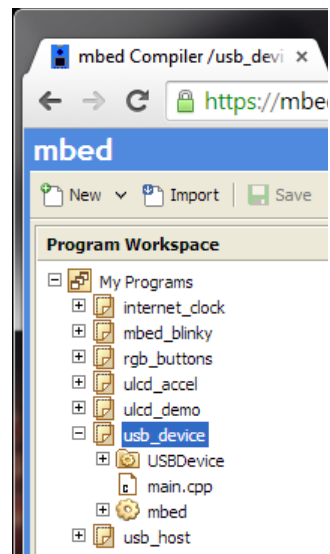 mbed Compiler /usb_devi
https://mbe
mbed
New Import Save
Program Workspace
My Programs
internet_clock
mbed_blinky
rgb_buttons
ulcd_accel
ulcd_demo
usb_device
USBDevice
main.cpp
mbed
usb_host